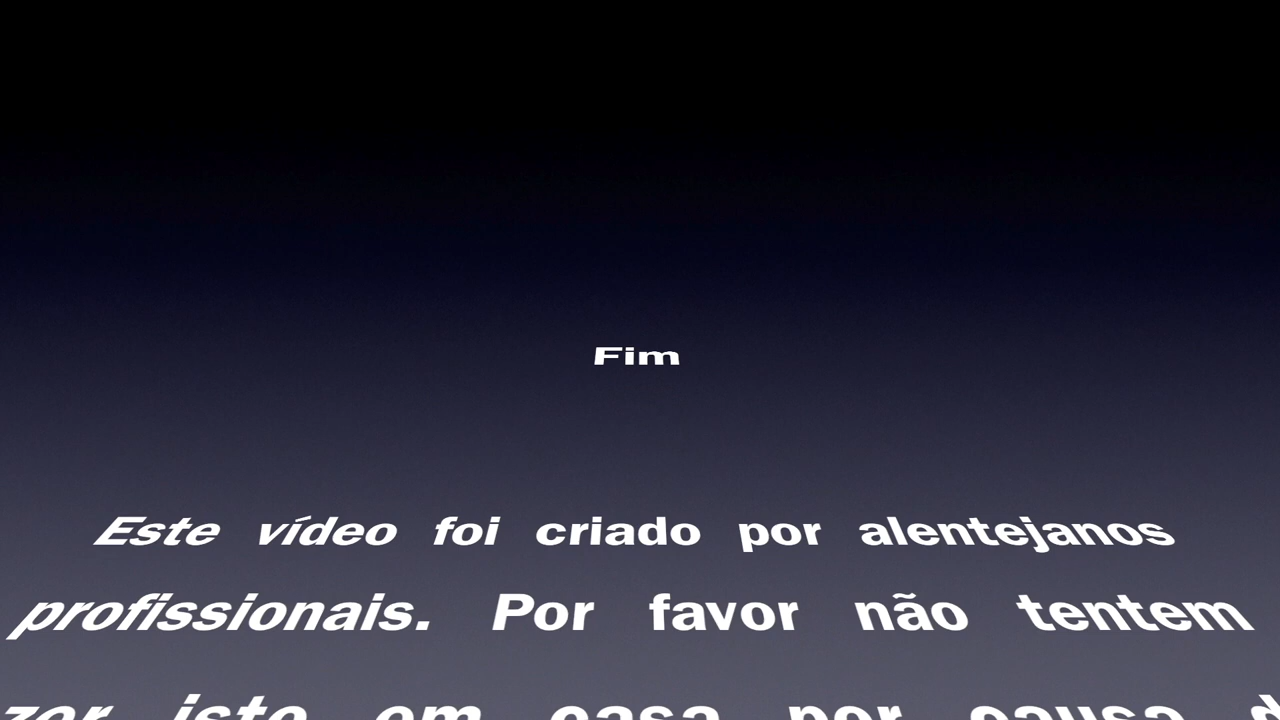 Fim
Este vídeo foi criado por alentejanos
profissionais. Por favor não tentem
isto em casa por causa